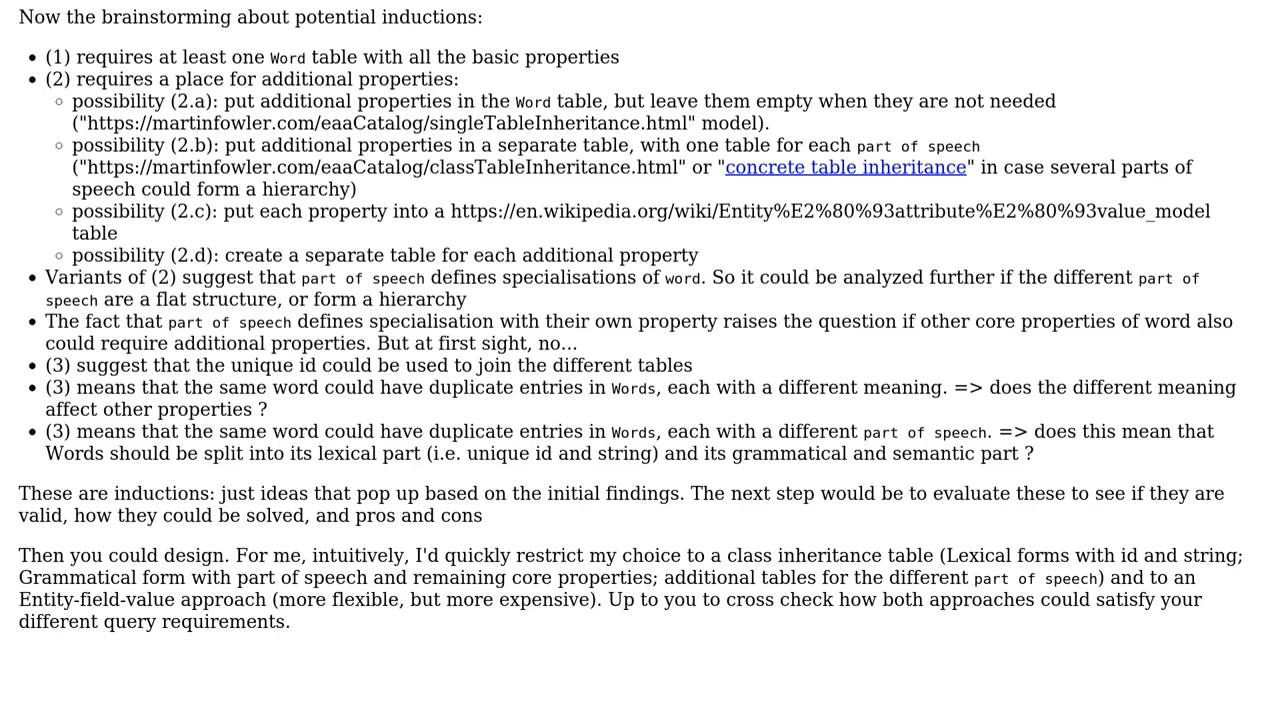 Now the brainstorming about potential inductions:
• (1) requires at least one Word table with all the basic properties
• (2) requires a place for additional properties:
◦ possibility (2.a): put additional properties in the Word table, but leave them empty when they are not needed
("https://martinfowler.com/eaaCatalog/singleTableInheritance.html" model).
◦ possibility (2.b): put additional properties in a separate table, with one table for each part of speech
("https://martinfowler.com/eaaCatalog/classTableInheritance.html" or "concrete table inheritance" in case several parts of
speech could form a hierarchy)
◦ possibility (2.c): put each property into a https://en.wikipedia.org/wiki/Entity%E2%80%93attribute%E2%80%93value_model
table
◦ possibility (2.d): create a separate table for each additional property
• Variants of (2) suggest that part of speech defines specialisations of word. So it could be analyzed further if the different part of
speech are a flat structure, or form a hierarchy
• The fact that part of speech defines specialisation with their own property raises the question if other core properties of word also
could require additional properties. But at first sight, no...
• (3) suggest that the unique id could be used to join the different tables
• (3) means that the same word could have duplicate entries in Words, each with a different meaning. => does the different meaning
affect other properties ?
• (3) means that the same word could have duplicate entries in Words, each with a different part of speech. => does this mean that
Words should be split into its lexical part (i.e. unique id and string) and its grammatical and semantic part ?
These are inductions: just ideas that pop up based on the initial findings. The next step would be to evaluate these to see if they are
valid, how they could be solved, and pros and cons
Then you could design. For me, intuitively, I'd quickly restrict my choice to a class inheritance table (Lexical forms with id and string;
Grammatical form with part of speech and remaining core properties; additional tables for the different part of speech) and to an
Entity-field-value approach (more flexible, but more expensive). Up to you to cross check how both approaches could satisfy your
different query requirements.